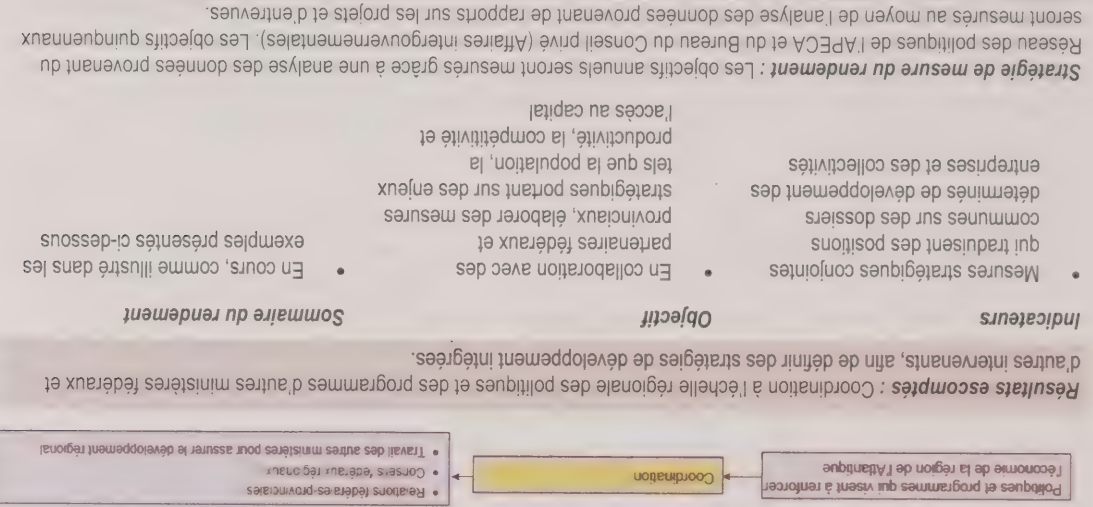 Politiques et programmes qui visent à renforcer
l'économie de la région de l'Atlantique
Coordination
• Relations fédérales-provinciales
• Conseils fédéraux régionaux
• Travail des autres ministères pour assurer le développement régional
Résultats escomptés : Coordination à l'échelle régionale des politiques et des programmes d'autres ministères fédéraux et
d'autres intervenants, afin de définir des stratégies de développement intégrées.
Indicateurs
• Mesures stratégiques conjointes
qui traduisent des positions
communes sur des dossiers
déterminés de développement des
entreprises et des collectivités
Objectif
• En collaboration avec des
partenaires fédéraux et
provinciaux, élaborer des mesures
stratégiques portant sur des enjeux
tels que la population, la
productivité, la compétitivité et
l'accès au capital
Sommaire du rendement
• En cours, comme illustré dans les
exemples présentés ci-dessous
Stratégie de mesure du rendement : Les objectifs annuels seront mesurés grâce à une analyse des données provenant du
Réseau des politiques de l'APECA et du Bureau du Conseil privé (Affaires intergouvernementales). Les objectifs quinquennaux
seront mesurés au moyen de l'analyse des données provenant de rapports sur les projets et d'entrevues.